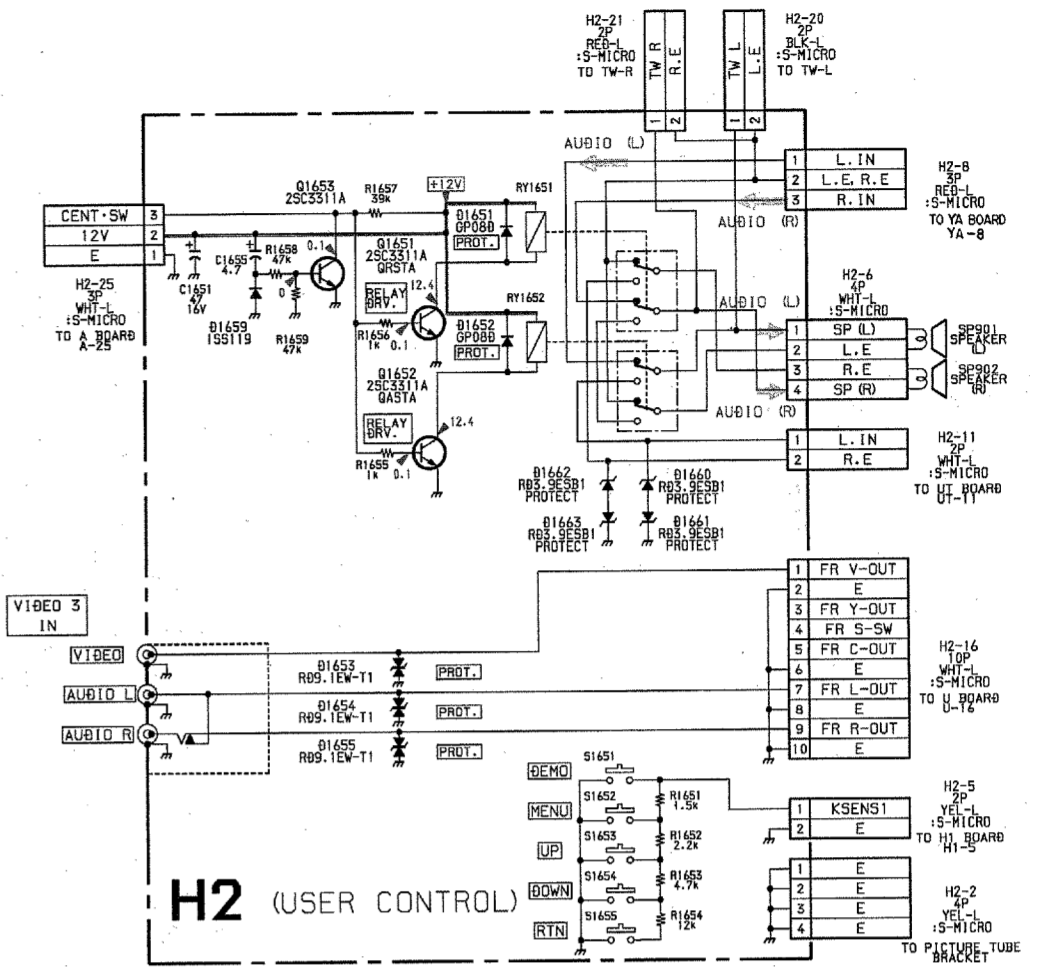 H2-21
2P
RED-L
:S-MICRO
TO TW-R
TW R
R.E
1
2
TW L
L.E
1
2
H2-20
2P
BLK-L
:S-MICRO
TO TW-L
AUDIO (L)
1 L.IN
2 L.E, R.E
3 R.IN
H2-8
3P
RED-L
:S-MICRO
TO YA BOARD
YA-8
AUDIO (R)
CENT·SW 3
12V 2
E 1
H2-25
3P
WHT-L
:S-MICRO
TO A BOARD
A-25
C1651
47
16V
C1655
4.7
D1659
1SS119
R1658
47k
0
0.1
R1659
47k
Q1653
2SC3311A
R1657
39k
+12V
D1651
GP08D
PROT.
RY1651
Q1651
2SC3311A
QRSTA
RELAY
DRV.
R1656
1k
0.1
12.4
D1652
GP08D
PROT.
RY1652
Q1652
2SC3311A
QASTA
RELAY
DRV.
R1655
1k
0.1
12.4
AUDIO (L)
H2-6
4P
WHT-L
:S-MICRO
1 SP (L)
2 L.E
3 R.E
4 SP (R)
SP901
SPEAKER
(L)
SP902
SPEAKER
(R)
AUDIO (R)
1 L.IN
2 R.E
H2-11
2P
WHT-L
:S-MICRO
TO UT BOARD
UT-11
D1662
RD3.9ESB1
PROTECT
D1660
RD3.9ESB1
PROTECT
D1663
RD3.9ESB1
PROTECT
D1661
RD3.9ESB1
PROTECT
VIDEO 3
IN
VIDEO
AUDIO L
AUDIO R
D1653
RD9.1EW-T1
PROT.
D1654
RD9.1EW-T1
PROT.
D1655
RD9.1EW-T1
PROT.
1 FR V-OUT
2 E
3 FR Y-OUT
4 FR S-SW
5 FR C-OUT
6 E
7 FR L-OUT
8 E
9 FR R-OUT
10 E
H2-16
10P
WHT-L
:S-MICRO
TO U BOARD
U-16
DEMO
S1651
MENU
S1652
R1651
1.5k
UP
S1653
R1652
2.2k
DOWN
S1654
R1653
4.7k
RTN
S1655
R1654
12k
1 KSENS1
2 E
H2-5
2P
YEL-L
:S-MICRO
TO H1 BOARD
H1-5
1 E
2 E
3 E
4 E
H2-2
4P
YEL-L
:S-MICRO
TO PICTURE TUBE
BRACKET
H2 (USER CONTROL)